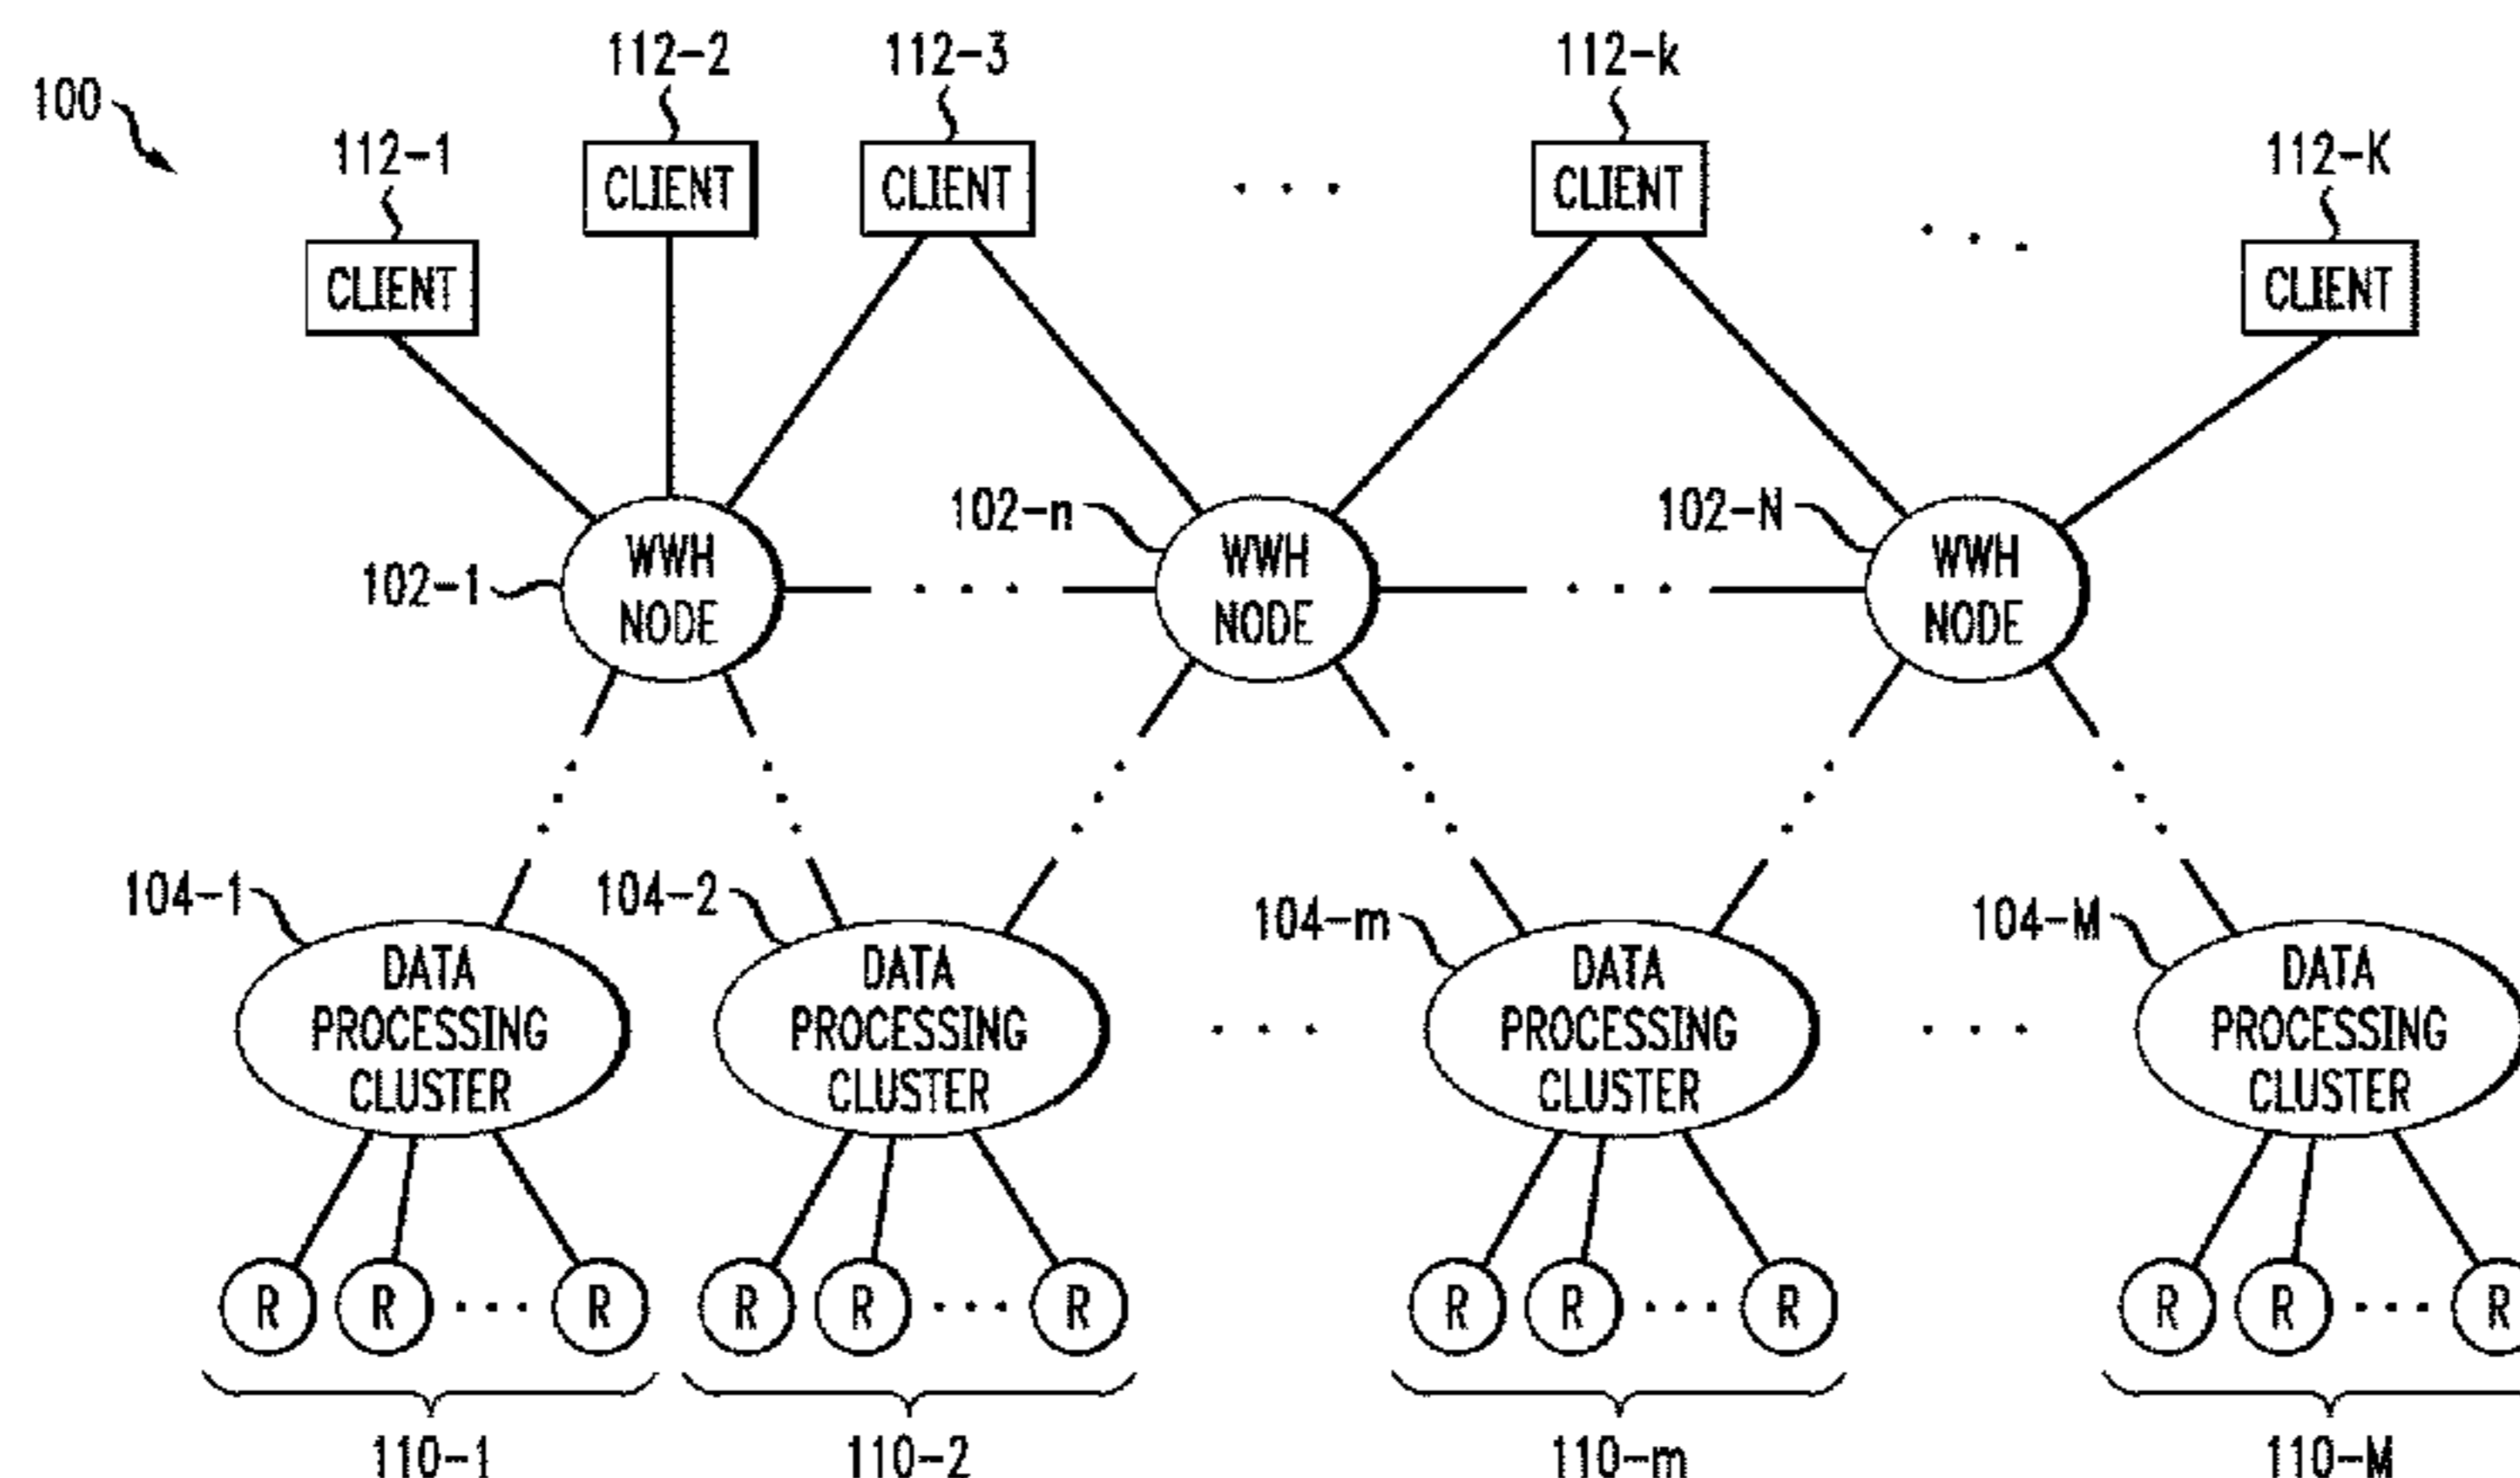 112-2
112-3
112-k
100
112-1
112-K
CLIENT
CLIENT
CLIENT
CLIENT
CLIENT
102-n
102-N
102-1
WWH
NODE
WWH
NODE
WWH
NODE
104-1
104-2
104-m
104-M
DATA
PROCESSING
CLUSTER
DATA
PROCESSING
CLUSTER
DATA
PROCESSING
CLUSTER
DATA
PROCESSING
CLUSTER
R
R
R
R
R
R
R
R
R
R
R
R
110-1
110-2
110-m
110-M